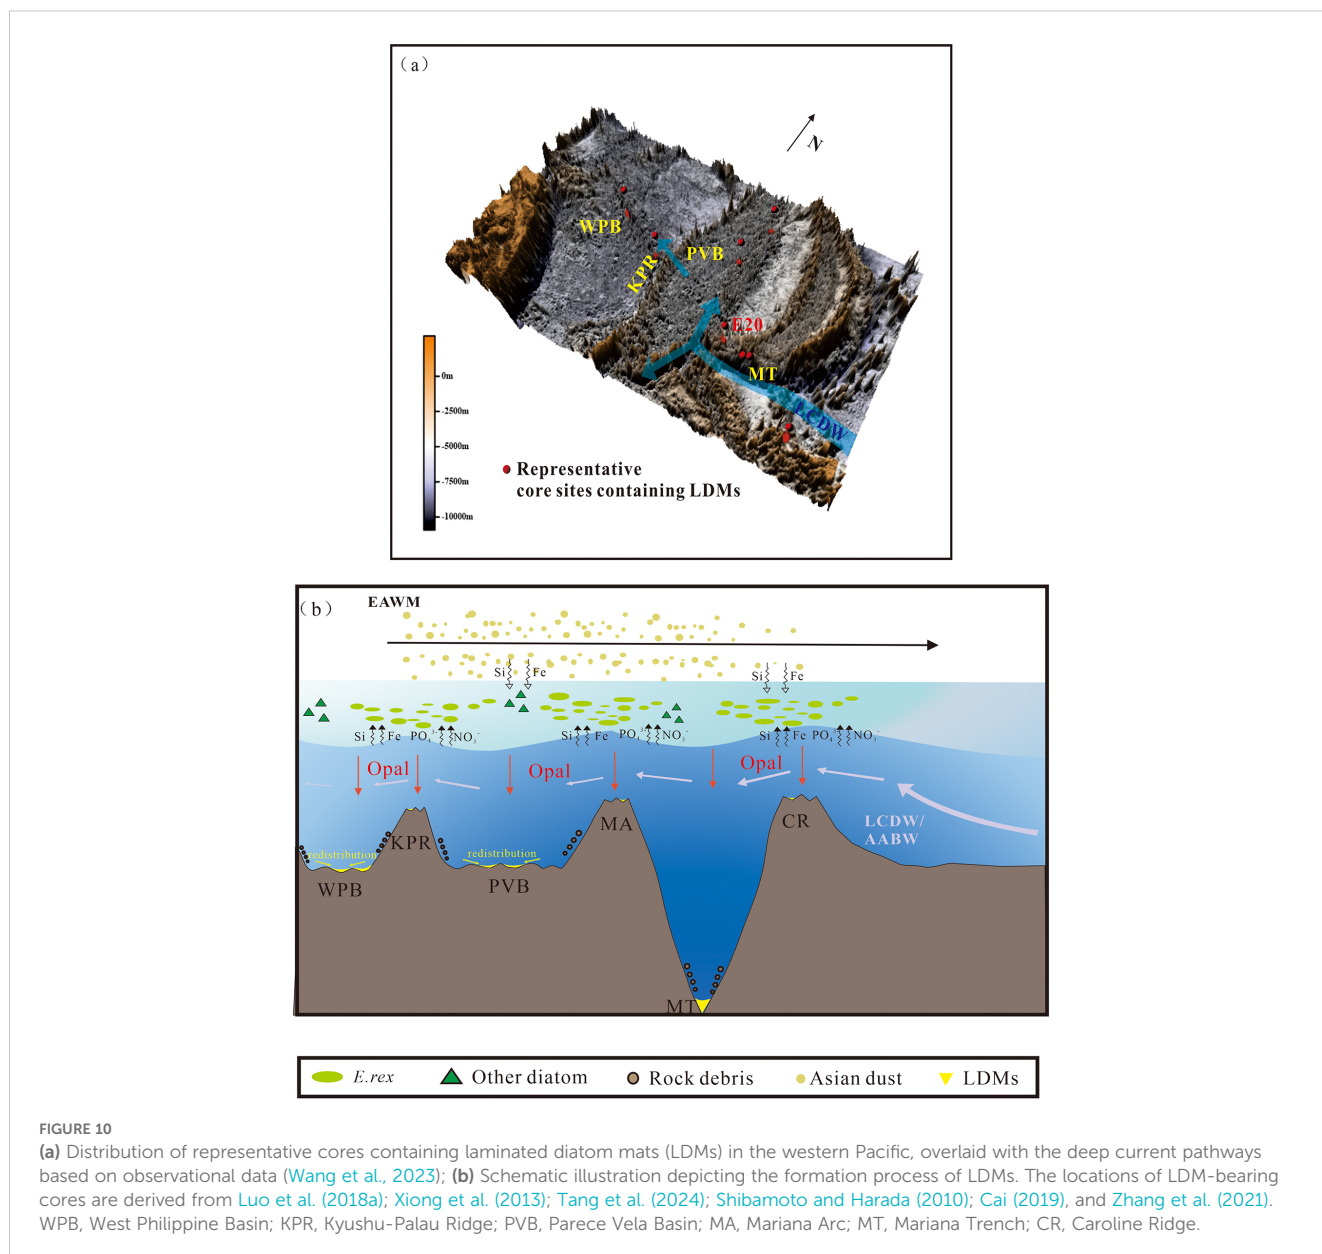 (a)
N
WPB
PVB
KPR
E20
MT
LCDW
0m
-2500m
-5000m
-7500m
-10000m
Representative
core sites containing LDMs
(b)
EAWM
Si Fe
Si Fe
Si Fe PO₄³⁻ NO₃⁻
Si Fe PO₄³⁻ NO₃⁻
Si Fe PO₄³⁻ NO₃⁻
Opal
Opal
Opal
LCDW/
AABW
KPR
MA
CR
redistribution
redistribution
WPB
PVB
MT
E.rex
Other diatom
Rock debris
Asian dust
LDMs
FIGURE 10
(a) Distribution of representative cores containing laminated diatom mats (LDMs) in the western Pacific, overlaid with the deep current pathways
based on observational data (Wang et al., 2023); (b) Schematic illustration depicting the formation process of LDMs. The locations of LDM-bearing
cores are derived from Luo et al. (2018a); Xiong et al. (2013); Tang et al. (2024); Shibamoto and Harada (2010); Cai (2019), and Zhang et al. (2021).
WPB, West Philippine Basin; KPR, Kyushu-Palau Ridge; PVB, Parece Vela Basin; MA, Mariana Arc; MT, Mariana Trench; CR, Caroline Ridge.